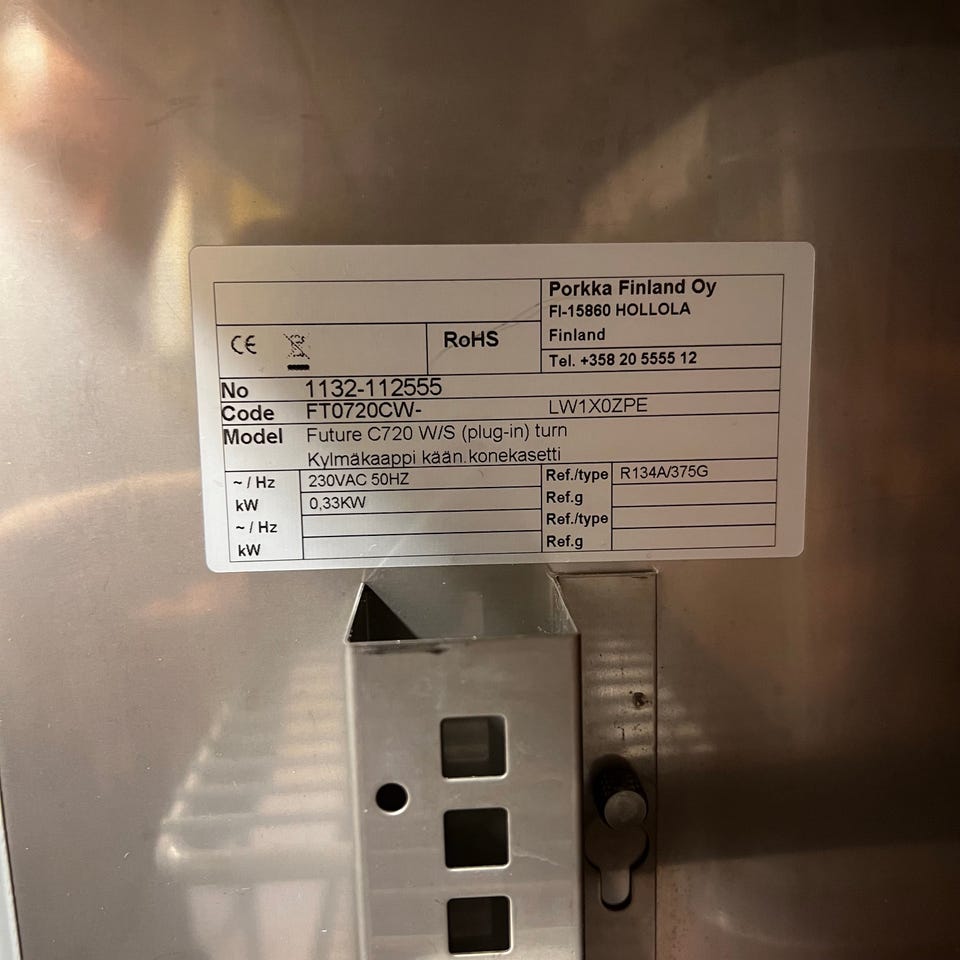 Porkka Finland Oy
FI-15860 HOLLOLA
Finland
CE RoHS
Tel. +358 20 5555 12
No 1132-112555
Code FT0720CW- LW1X0ZPE
Model Future C720 W/S (plug-in) turn
Kylmäkaappi kään.konekasetti
~ / Hz 230VAC 50HZ Ref./type R134A/375G
kW 0,33KW Ref.g
~ / Hz Ref./type
kW Ref.g